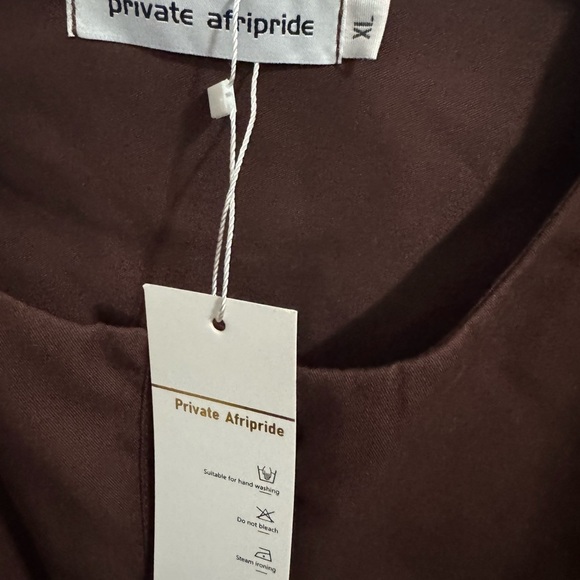 private afripride
XL
Private Afripride
Suitable for hand washing
Do not bleach
Steam ironing